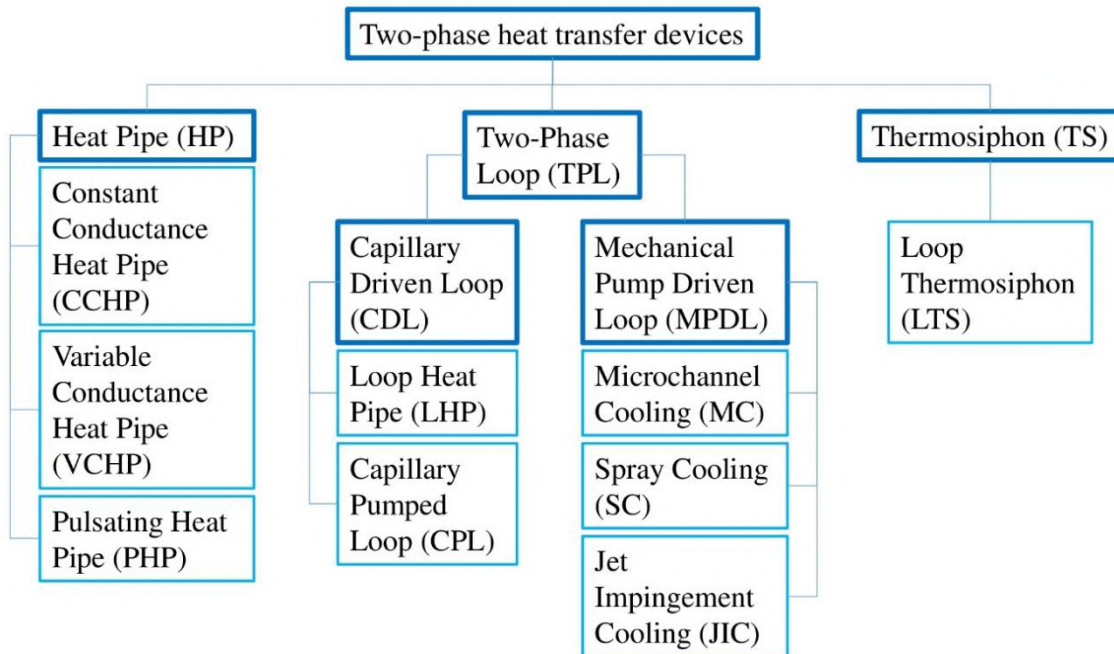 Two-phase heat transfer devices
Heat Pipe (HP)
Constant
Conductance
Heat Pipe
(CCHP)
Variable
Conductance
Heat Pipe
(VCHP)
Pulsating Heat
Pipe (PHP)
Two-Phase
Loop (TPL)
Capillary
Driven Loop
(CDL)
Loop Heat
Pipe (LHP)
Capillary
Pumped
Loop (CPL)
Mechanical
Pump Driven
Loop (MPDL)
Microchannel
Cooling (MC)
Spray Cooling
(SC)
Jet
Impingement
Cooling (JIC)
Thermosiphon (TS)
Loop
Thermosiphon
(LTS)